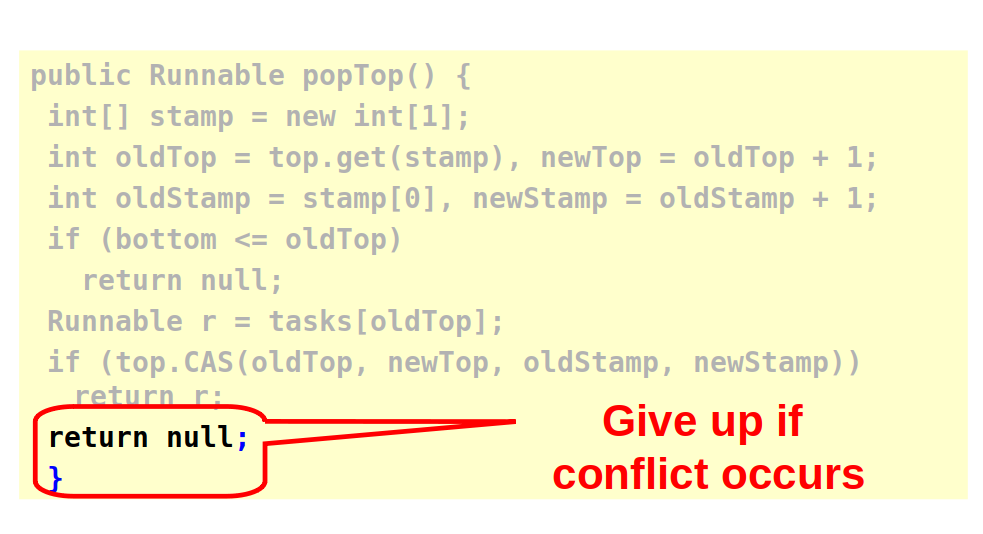 public Runnable popTop() {
int[] stamp = new int[1];
int oldTop = top.get(stamp), newTop = oldTop + 1;
int oldStamp = stamp[0], newStamp = oldStamp + 1;
if (bottom <= oldTop)
return null;
Runnable r = tasks[oldTop];
if (top.CAS(oldTop, newTop, oldStamp, newStamp))
return r;
return null;
}
Give up if
conflict occurs